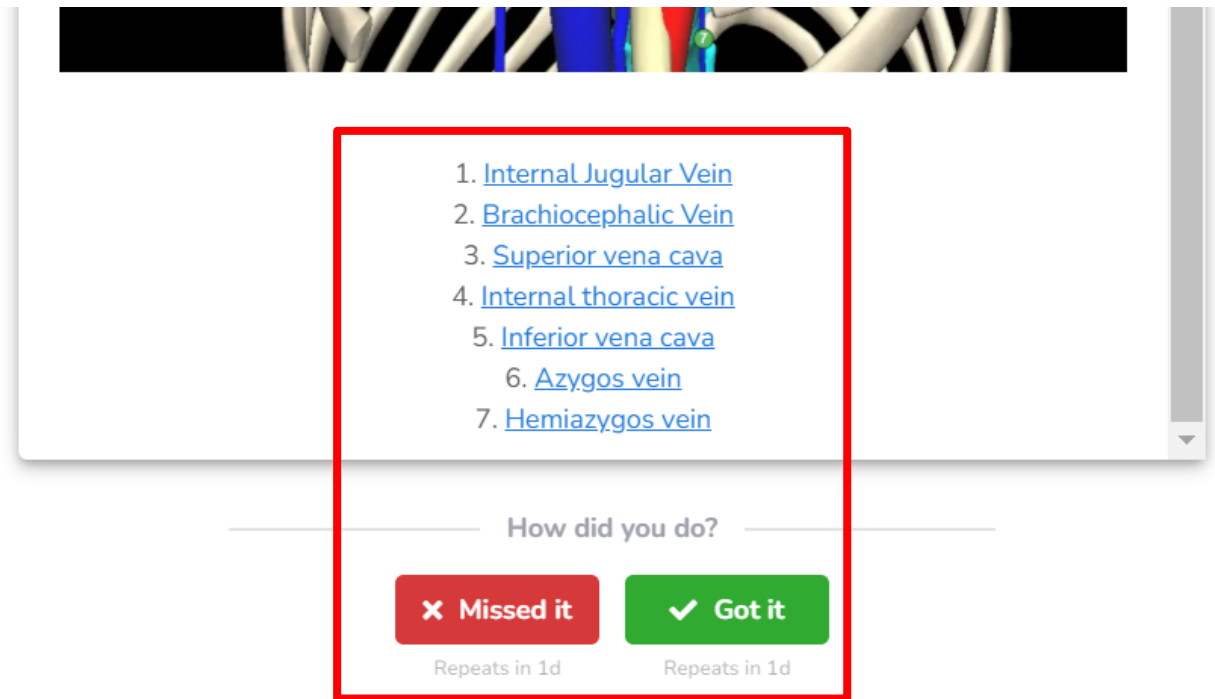 7
1. Internal Jugular Vein
2. Brachiocephalic Vein
3. Superior vena cava
4. Internal thoracic vein
5. Inferior vena cava
6. Azygos vein
7. Hemiazygos vein
How did you do?
Missed it Got it
Repeats in 1d Repeats in 1d